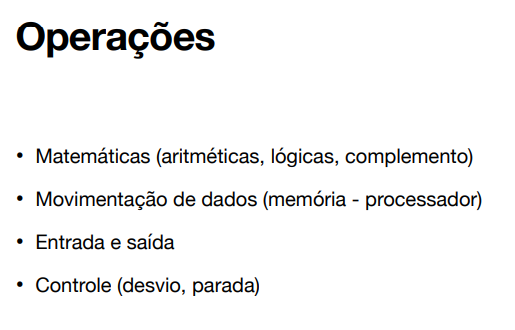 Operações
• Matemáticas (aritméticas, lógicas, complemento)
• Movimentação de dados (memória - processador)
• Entrada e saída
• Controle (desvio, parada)